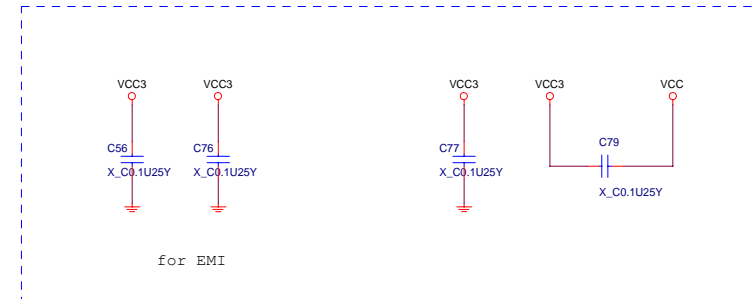 VCC3 VCC3 VCC3 VCC3 VCC
C56 C76 C77 C79
X_C0.1U25Y X_C0.1U25Y X_C0.1U25Y
X_C0.1U25Y
for EMI